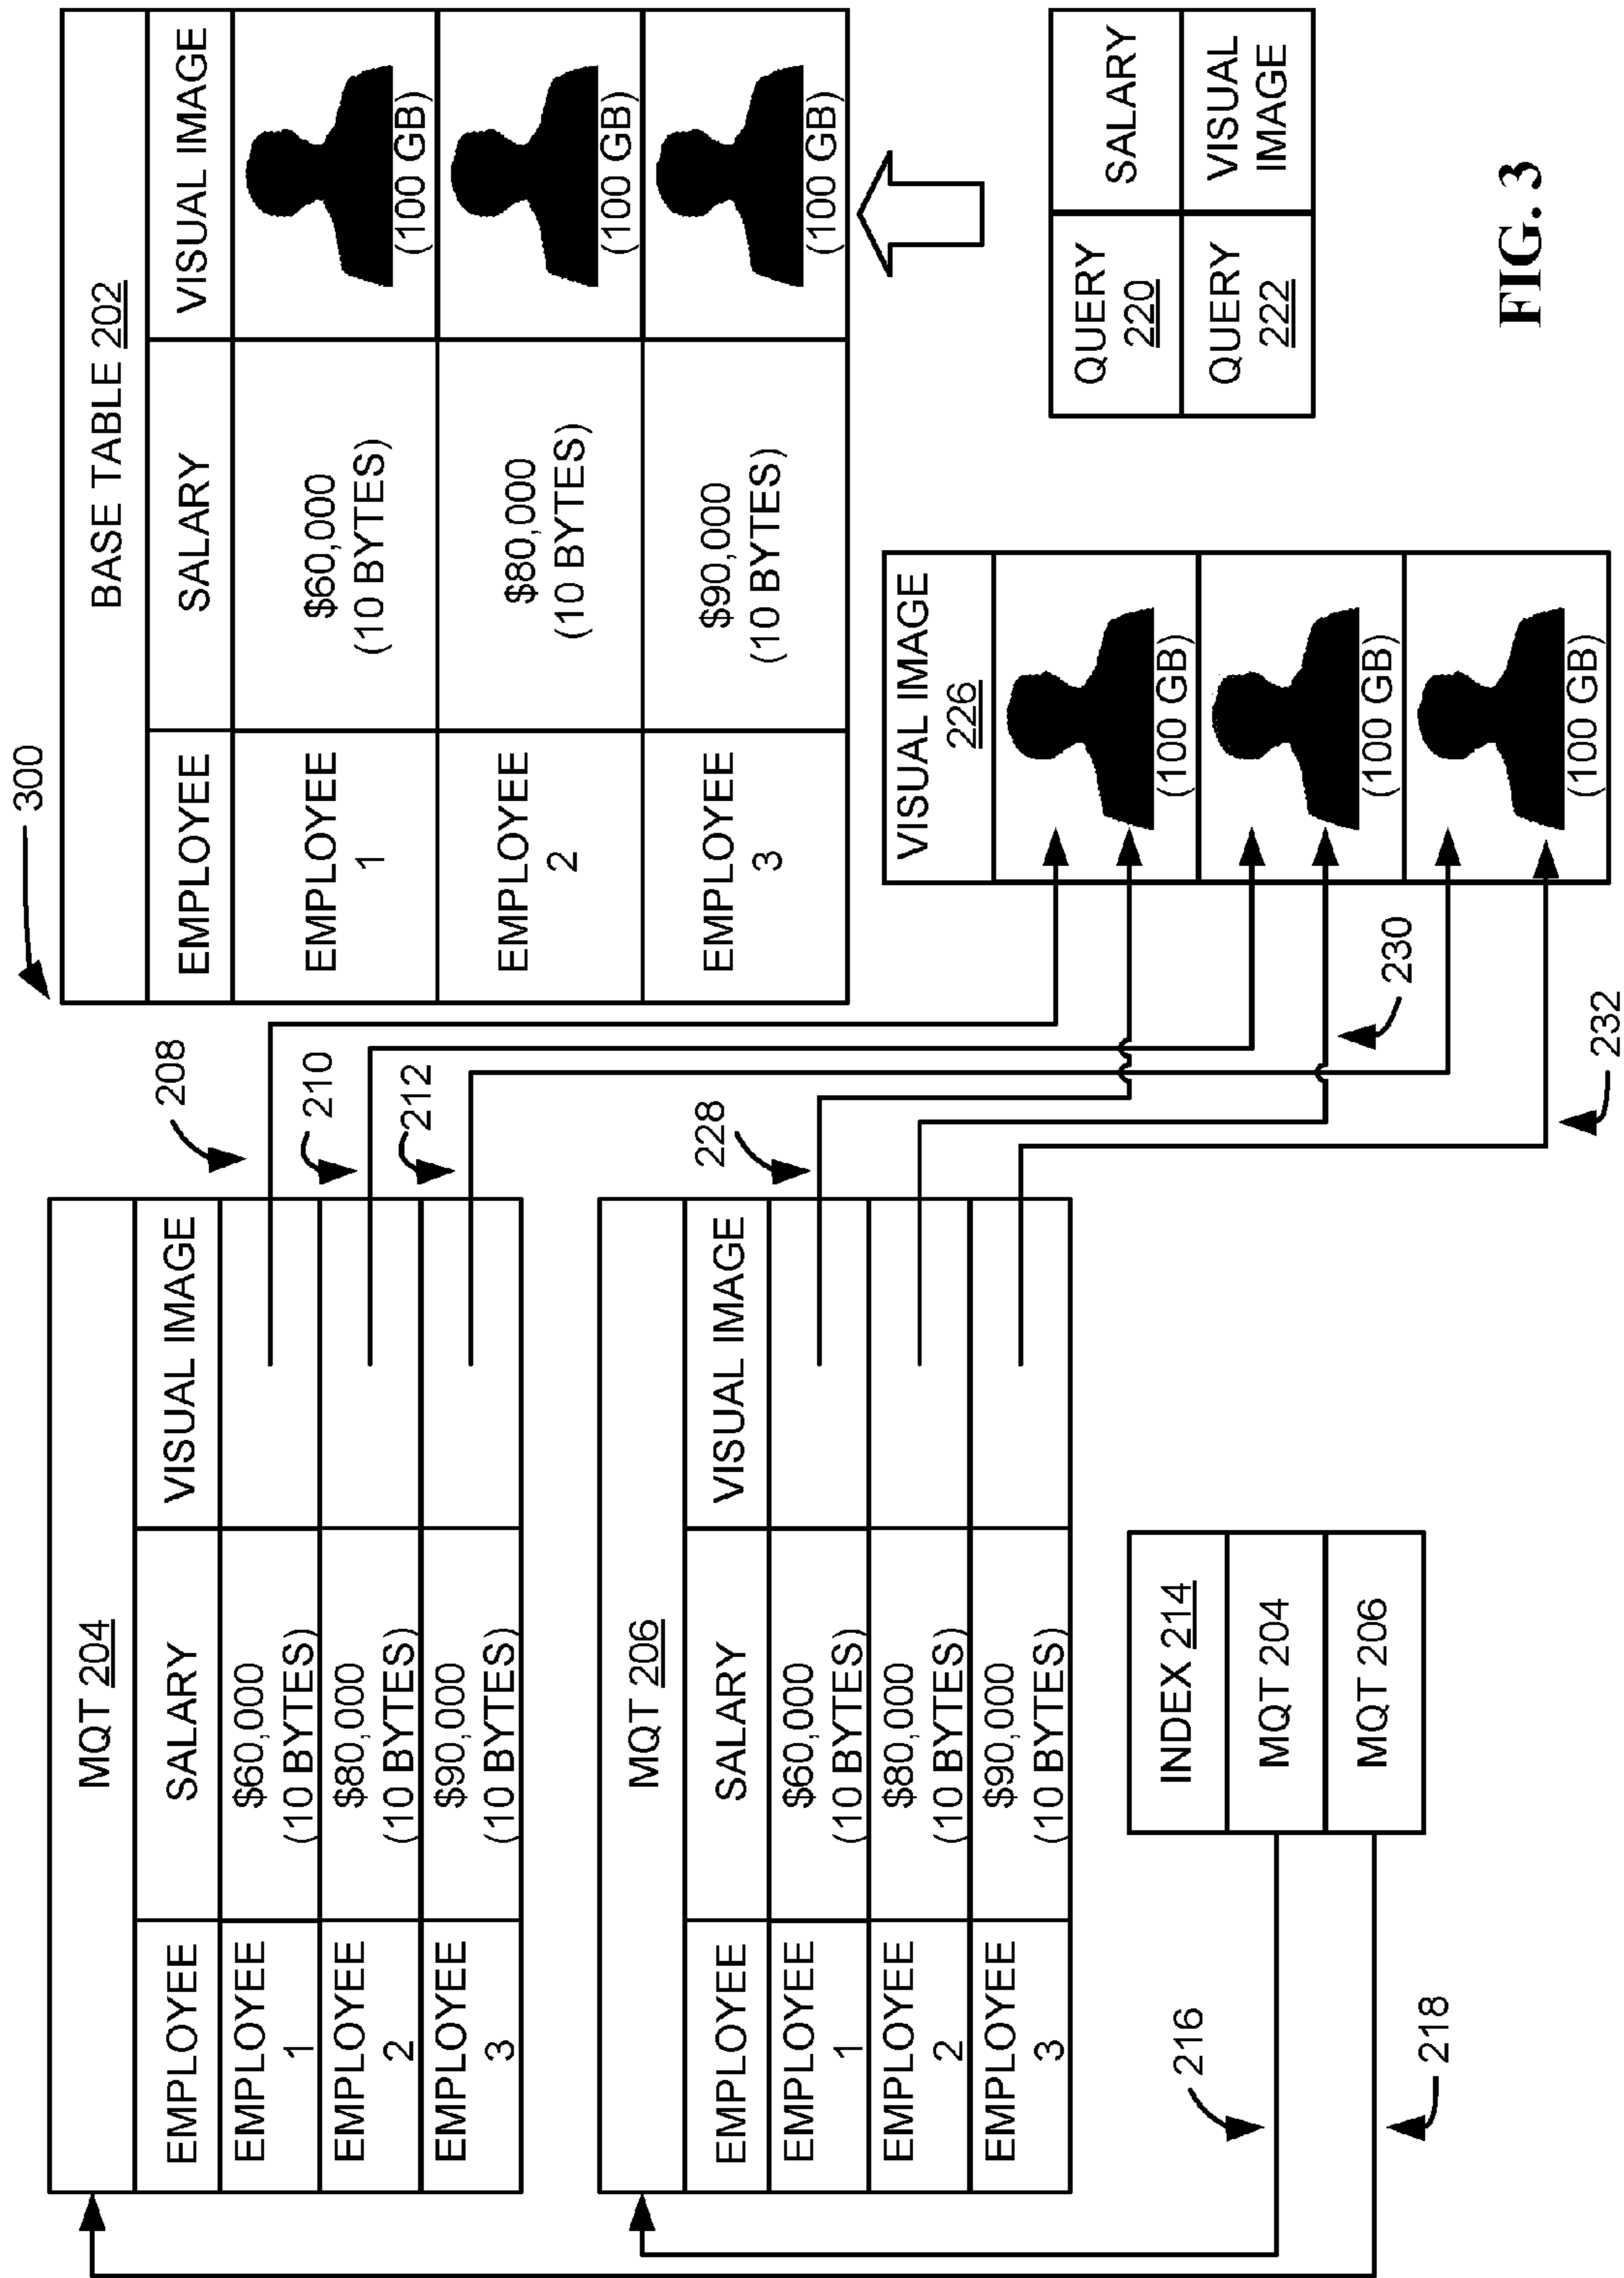 300
MQT 204
EMPLOYEE SALARY VISUAL IMAGE
EMPLOYEE
1
$60,000
(10 BYTES)
EMPLOYEE
2
$80,000
(10 BYTES)
EMPLOYEE
3
$90,000
(10 BYTES)
208
210
212
BASE TABLE 202
EMPLOYEE SALARY VISUAL IMAGE
EMPLOYEE
1
$60,000
(10 BYTES)
(100 GB)
EMPLOYEE
2
$80,000
(10 BYTES)
(100 GB)
EMPLOYEE
3
$90,000
(10 BYTES)
(100 GB)
MQT 206
EMPLOYEE SALARY VISUAL IMAGE
EMPLOYEE
1
$60,000
(10 BYTES)
EMPLOYEE
2
$80,000
(10 BYTES)
EMPLOYEE
3
$90,000
(10 BYTES)
228
VISUAL IMAGE
226
(100 GB)
(100 GB)
(100 GB)
230
232
QUERY
220
SALARY
QUERY
222
VISUAL
IMAGE
INDEX 214
MQT 204
MQT 206
216
218
FIG. 3